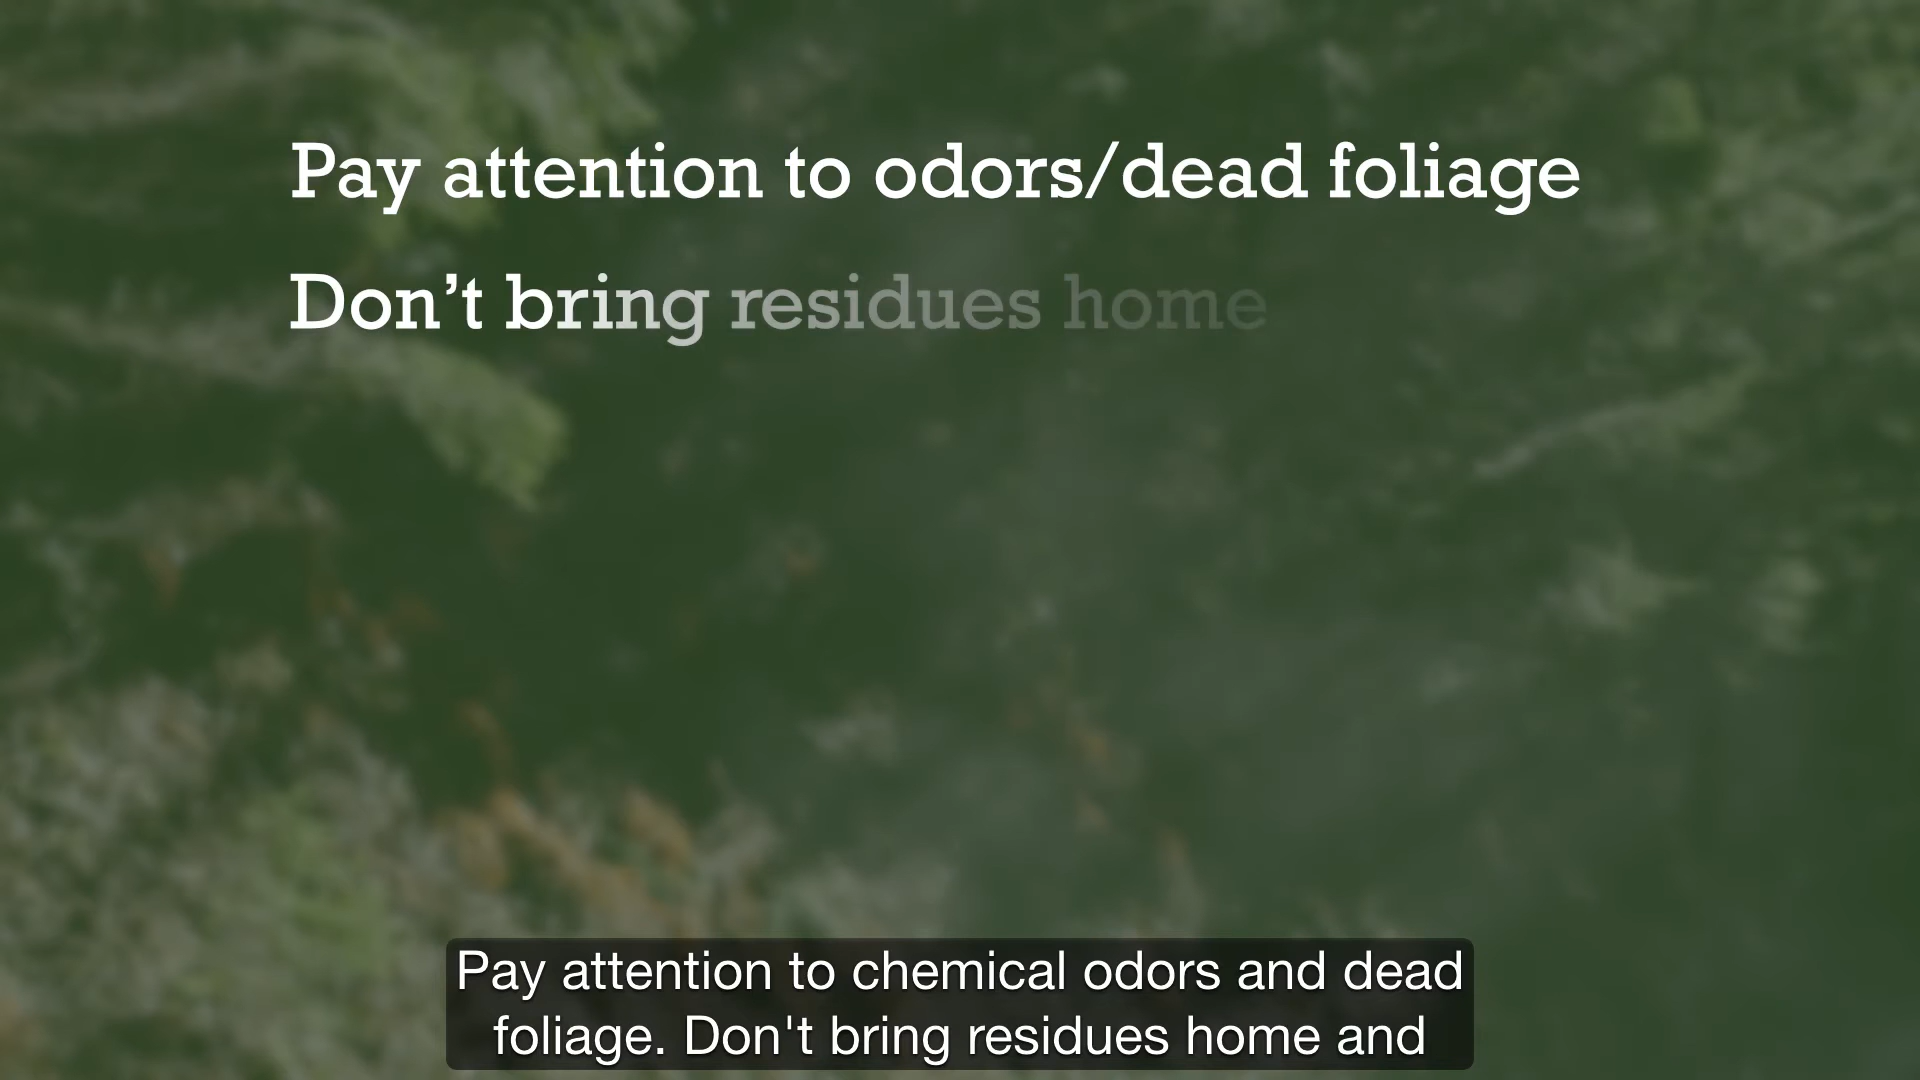 Pay attention to odors/dead foliage
Don’t bring residues home
Pay attention to chemical odors and dead
foliage. Don't bring residues home and